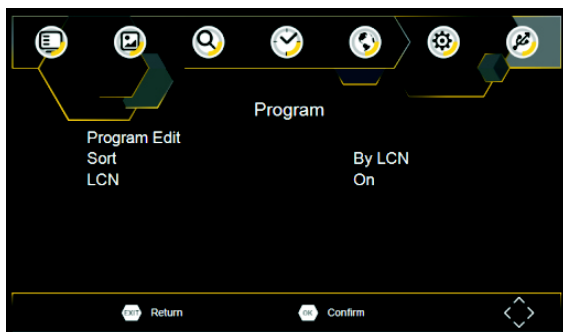 Program
Program Edit
Sort By LCN
LCN On
EXIT Return OK Confirm